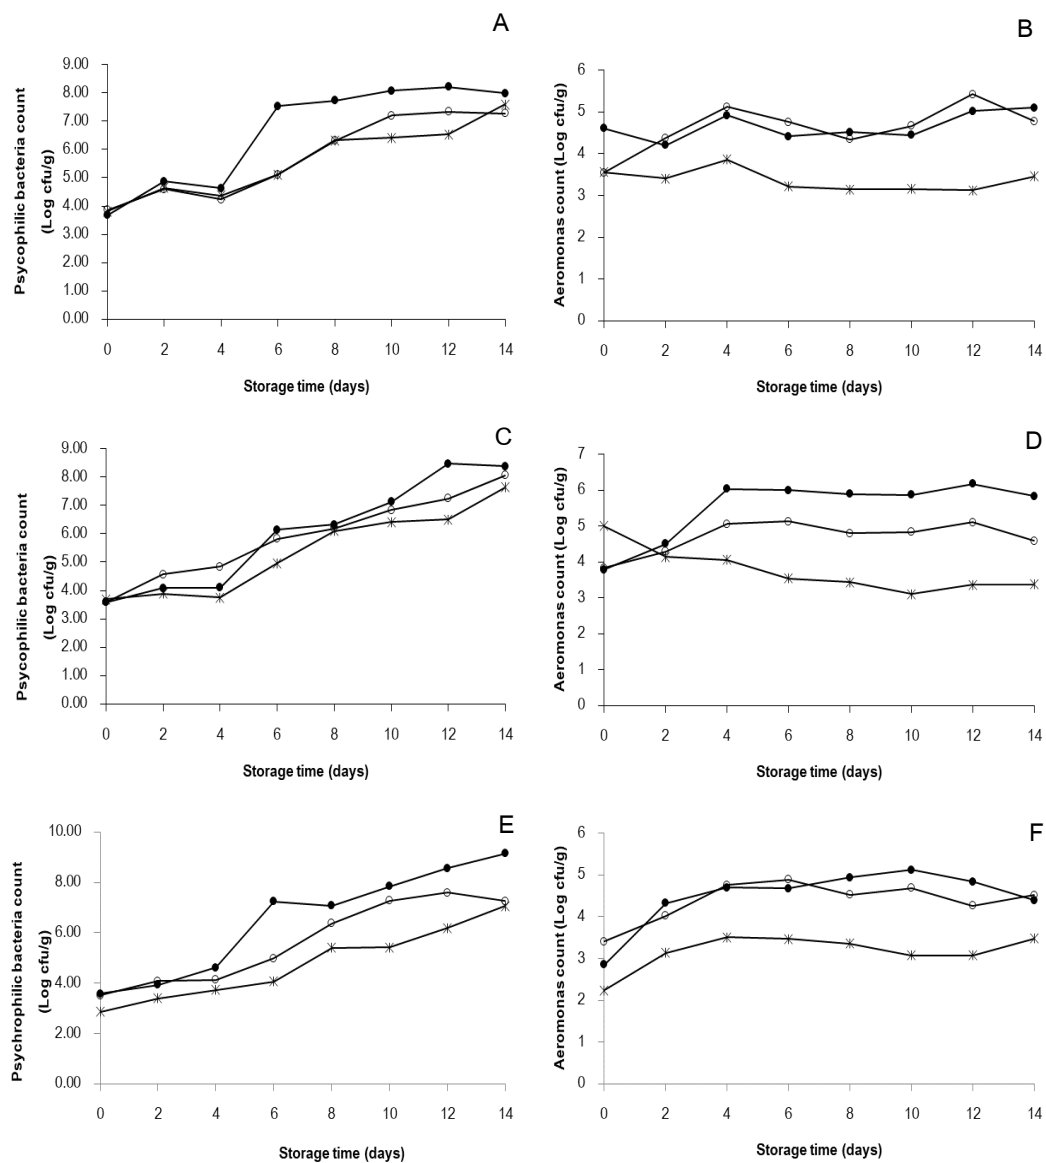 A
9.00
8.00
7.00
6.00
5.00
4.00
3.00
2.00
1.00
0.00
Psycophilic bacteria count
(Log cfu/g)
0 2 4 6 8 10 12 14
Storage time (days)
B
6
5
4
3
2
1
0
Aeromonas count (Log cfu/g)
0 2 4 6 8 10 12 14
Storage time (days)
C
9.00
8.00
7.00
6.00
5.00
4.00
3.00
2.00
1.00
0.00
Psycophilic bacteria count
(Log cfu/g)
0 2 4 6 8 10 12 14
Storage time (days)
D
7
6
5
4
3
2
1
0
Aeromonas count (Log cfu/g)
0 2 4 6 8 10 12 14
Storage time (days)
E
10.00
8.00
6.00
4.00
2.00
0.00
Psychrophilic bacteria count
(Log cfu/g)
0 2 4 6 8 10 12 14
Storage time (days)
F
6
5
4
3
2
1
0
Aeromonas count (Log cfu/g)
0 2 4 6 8 10 12 14
Storage time (days)